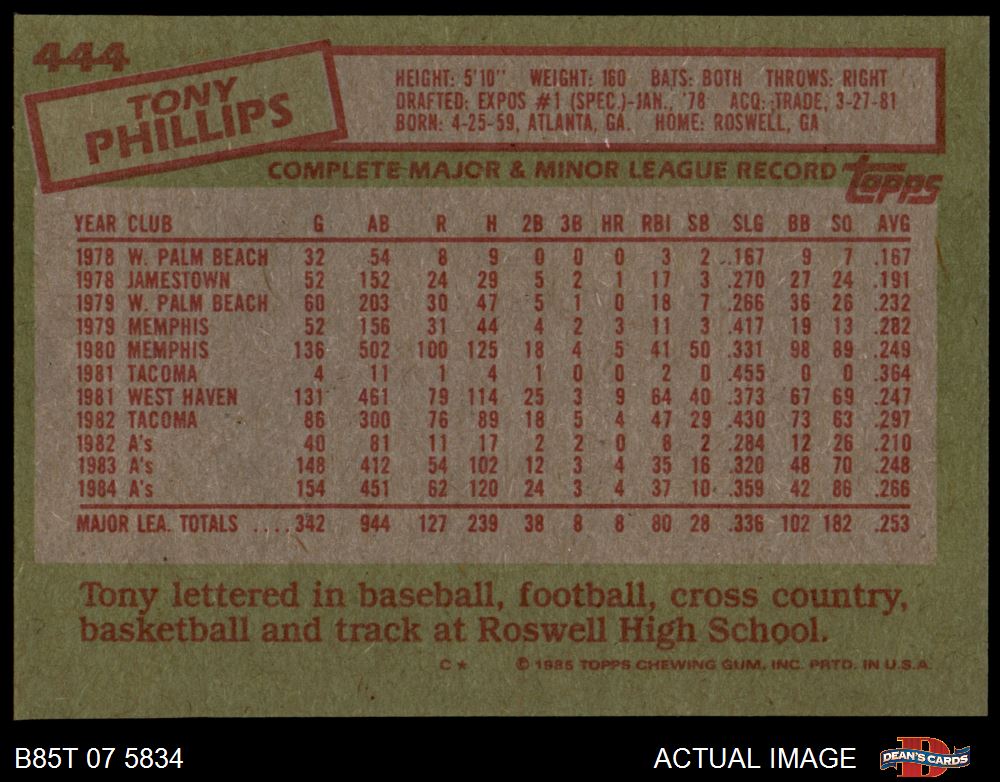 444
TONY
PHILLIPS
HEIGHT: 5'10" WEIGHT: 160 BATS: BOTH THROWS: RIGHT
DRAFTED: EXPOS #1 (SPEC.)-JAN., '78 ACQ: TRADE, 3-27-81
BORN: 4-25-59, ATLANTA, GA. HOME: ROSWELL, GA
COMPLETE MAJOR & MINOR LEAGUE RECORD topps
YEAR CLUB G AB R H 2B 3B HR RBI SB SLG BB SO AVG
1978 W. PALM BEACH 32 54 8 9 0 0 0 3 2 .167 9 7 .167
1978 JAMESTOWN 52 152 24 29 5 2 1 17 3 .270 27 24 .191
1979 W. PALM BEACH 60 203 30 47 5 1 0 18 7 .266 36 26 .232
1979 MEMPHIS 52 156 31 44 4 2 3 11 3 .417 19 13 .282
1980 MEMPHIS 136 502 100 125 18 4 5 41 50 .331 98 89 .249
1981 TACOMA 4 11 1 4 1 0 0 2 0 .455 0 0 .364
1981 WEST HAVEN 131 461 79 114 25 3 9 64 40 .373 67 69 .247
1982 TACOMA 86 300 76 89 18 5 4 47 29 .430 73 63 .297
1982 A's 40 81 11 17 2 2 0 8 2 .284 12 26 .210
1983 A's 148 412 54 102 12 3 4 35 16 .320 48 70 .248
1984 A's 154 451 62 120 24 3 4 37 10 .359 42 86 .266
MAJOR LEA. TOTALS ....342 944 127 239 38 8 8 80 28 .336 102 182 .253
Tony lettered in baseball, football, cross country,
basketball and track at Roswell High School.
C* © 1985 TOPPS CHEWING GUM, INC. PRTD. IN U.S.A.
B85T 07 5834 ACTUAL IMAGE DEAN'S CARDS